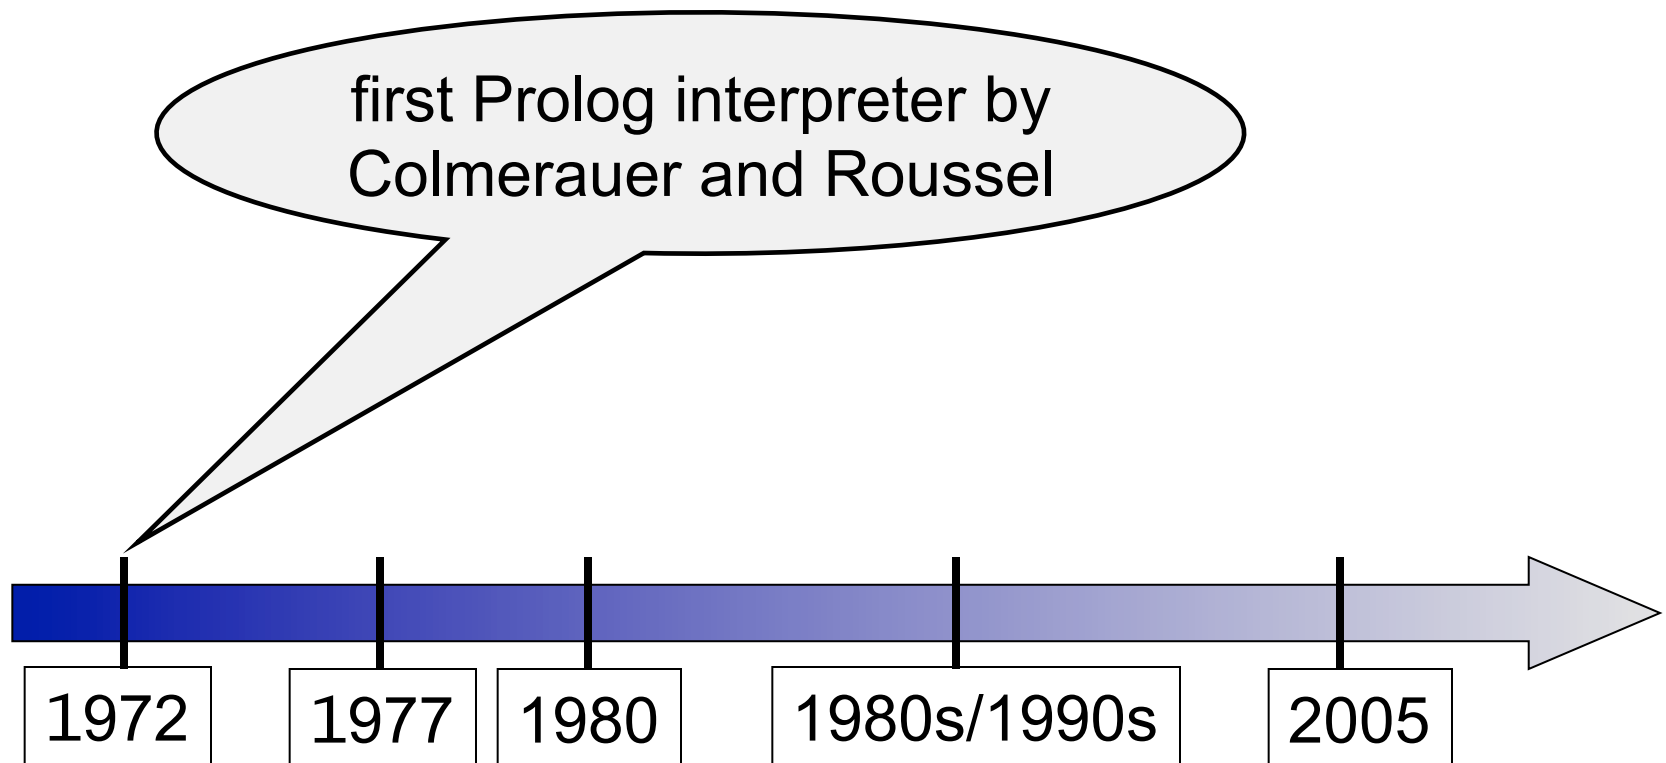 first Prolog interpreter by
Colmerauer and Roussel
1972
1977
1980
1980s/1990s
2005